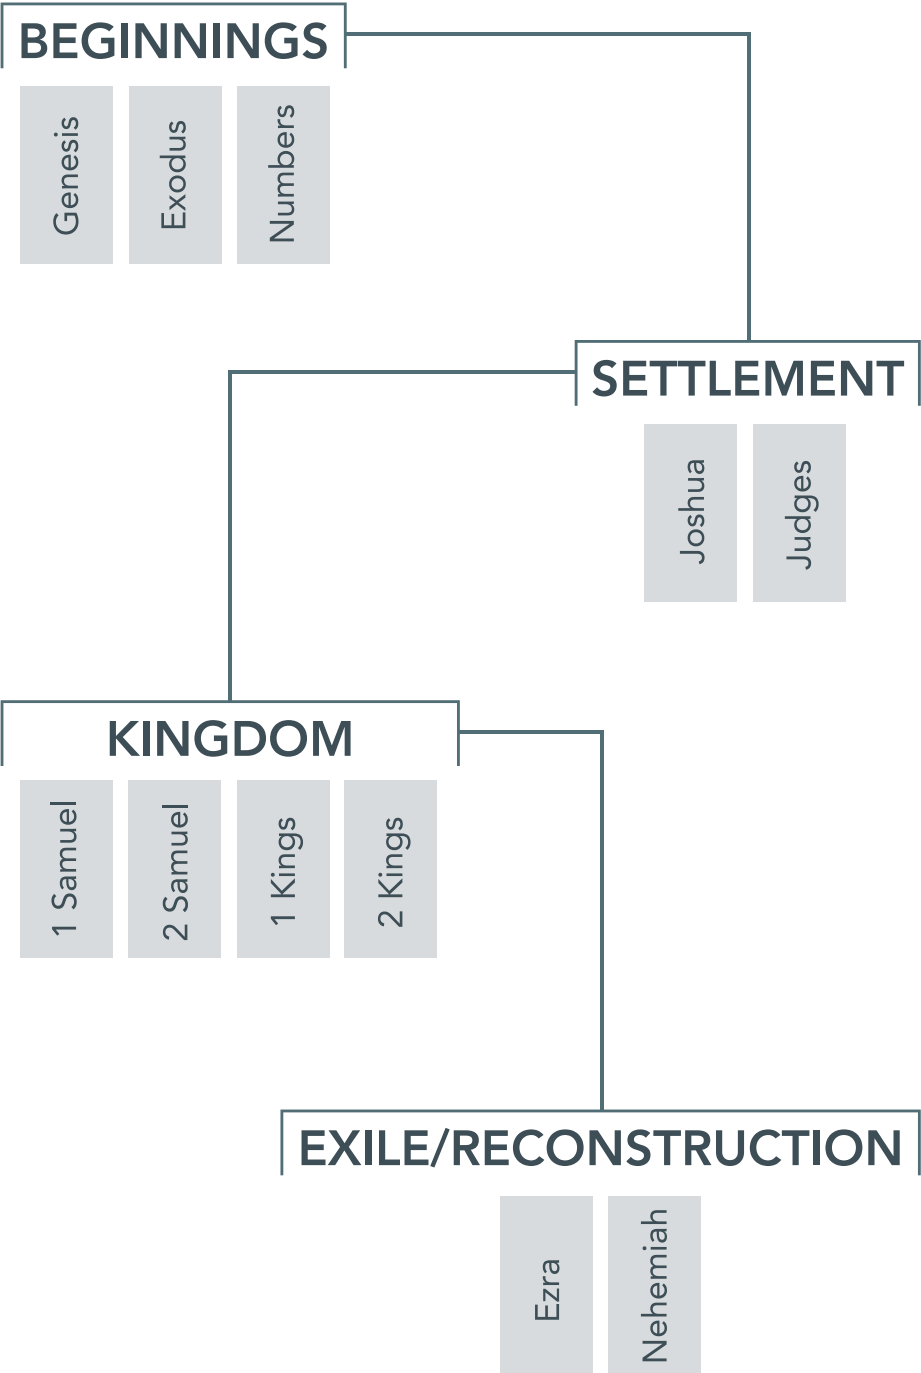 BEGINNINGS
Genesis
Exodus
Numbers
SETTLEMENT
Joshua
Judges
KINGDOM
1 Samuel
2 Samuel
1 Kings
2 Kings
EXILE/RECONSTRUCTION
Ezra
Nehemiah